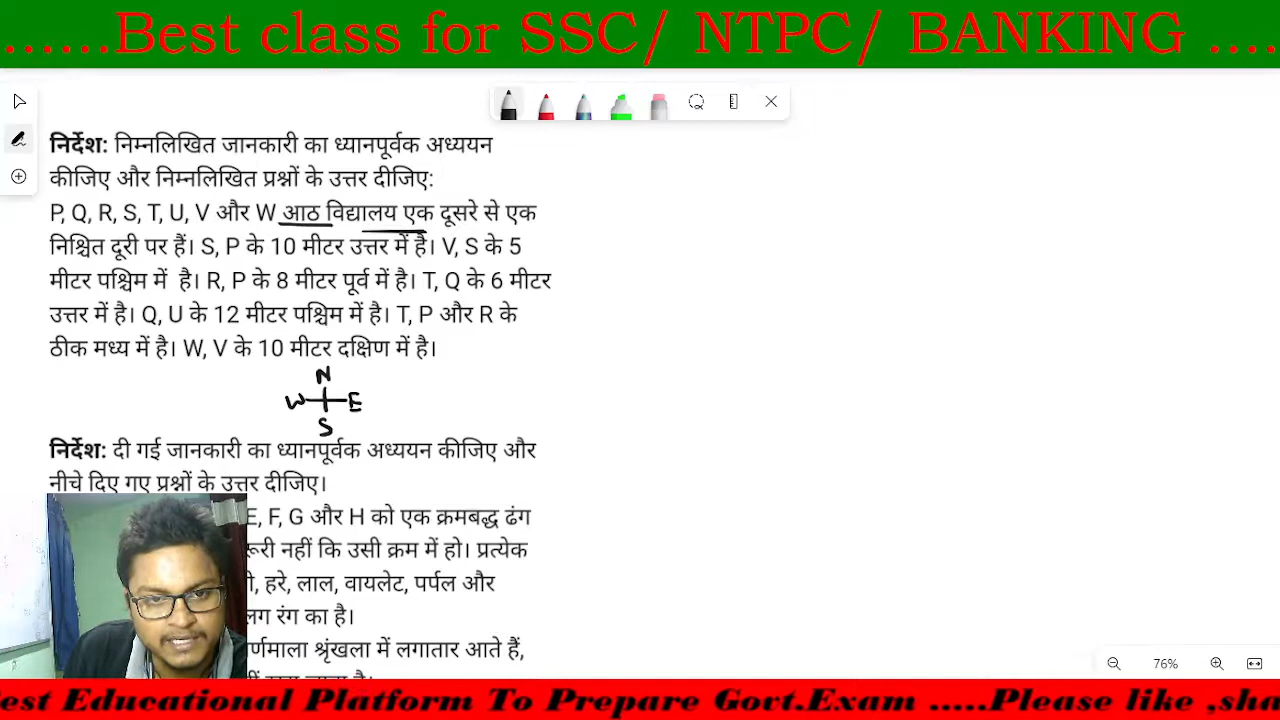 ......Best class for SSC/ NTPC/ BANKING ....
निर्देश: निम्नलिखित जानकारी का ध्यानपूर्वक अध्ययन
कीजिए और निम्नलिखित प्रश्नों के उत्तर दीजिए:
P, Q, R, S, T, U, V और W आठ विद्यालय एक दूसरे से एक
निश्चित दूरी पर हैं। S, P के 10 मीटर उत्तर में है। V, S के 5
मीटर पश्चिम में है। R, P के 8 मीटर पूर्व में है। T, Q के 6 मीटर
उत्तर में है। Q, U के 12 मीटर पश्चिम में है। T, P और R के
ठीक मध्य में है। W, V के 10 मीटर दक्षिण में है।
N
W E
S
निर्देश: दी गई जानकारी का ध्यानपूर्वक अध्ययन कीजिए और
नीचे दिए गए प्रश्नों के उत्तर दीजिए।
E, F, G और H को एक क्रमबद्ध ढंग
नहीं कि उसी क्रम में हो। प्रत्येक
हरे, लाल, वायलेट, पर्पल और
रंग का है।
में लगातार आते हैं,
76%
Best Educational Platform To Prepare Govt.Exam .....Please like ,sha